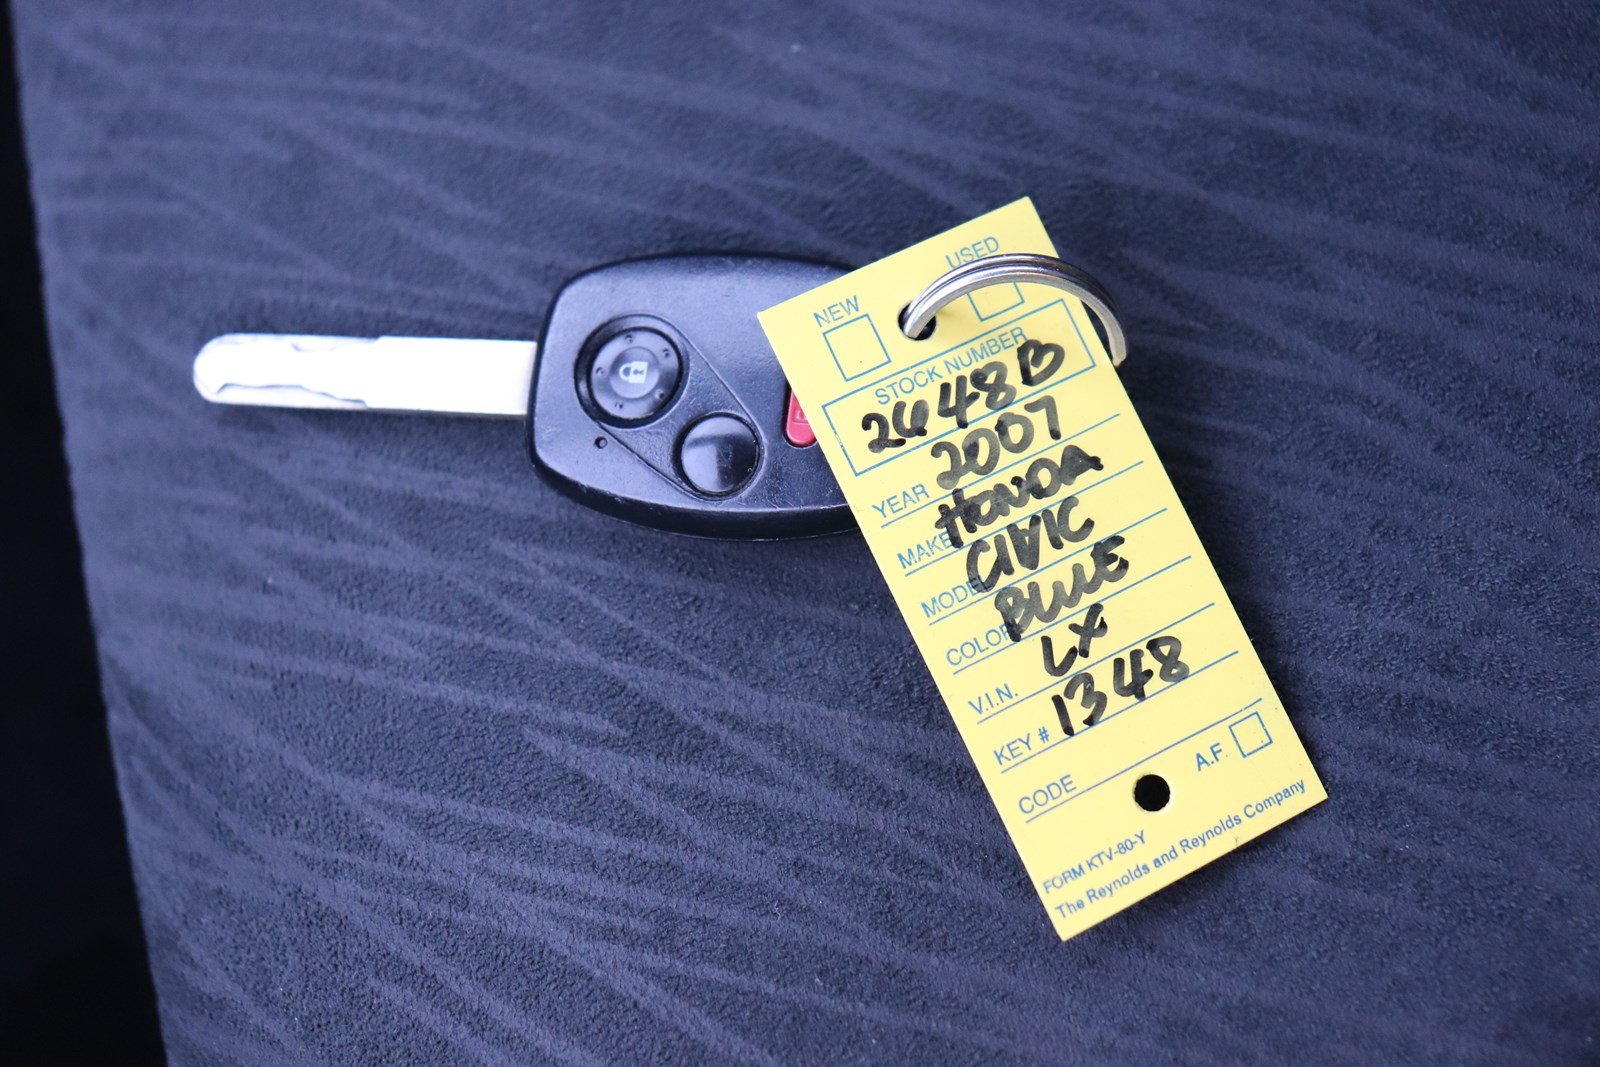 NEW USED
STOCK NUMBER
2648B
YEAR 2007
MAKE HONDA
MODEL CIVIC
COLOR BLUE
V.I.N. LX
KEY # 1348
CODE A.F.
FORM KTV-80-Y
The Reynolds and Reynolds Company